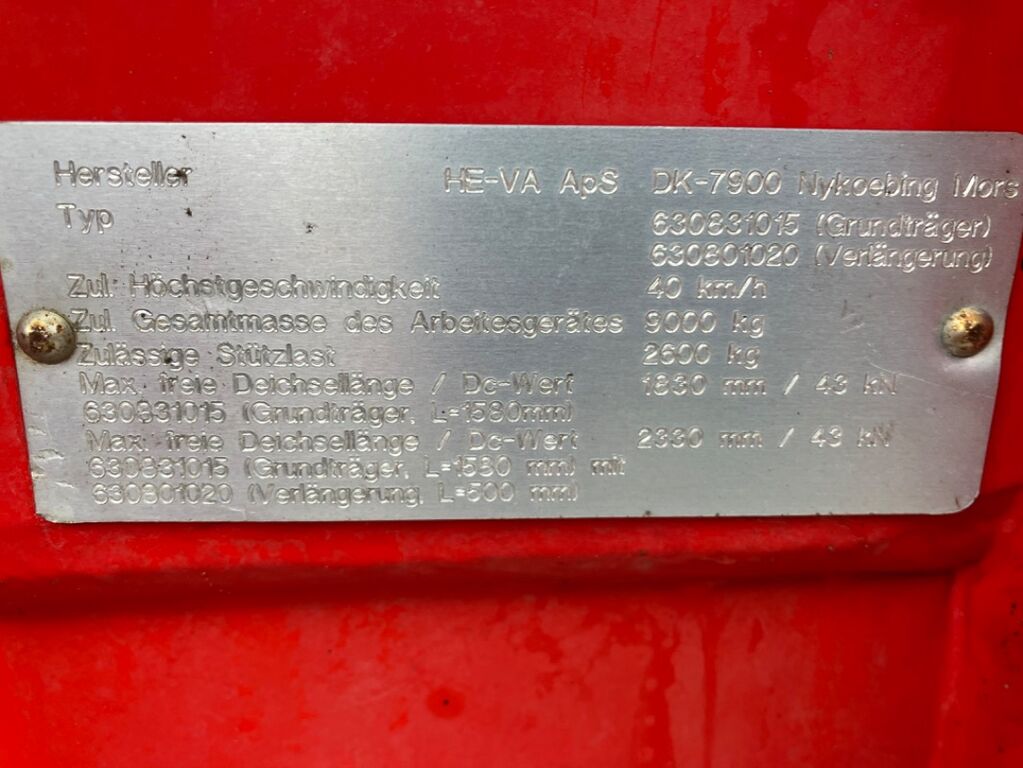 Hersteller HE-VA ApS DK-7900 Nykoebing Mors
Typ 630831015 (Grundträger)
630801020 (Verlängerung)
Zul. Höchstgeschwindigkeit 40 km/h
Zul. Gesamtmasse des Arbeitesgerätes 9000 kg
Zulässige Stützlast 2600 kg
Max. freie Deichsellänge / Dc-Wert 1830 mm / 43 kN
630831015 (Grundträger, L=1580mm)
Max. freie Deichsellänge / Dc-Wert 2330 mm / 43 kN
630831015 (Grundträger, L=1580 mm) mit
630801020 (Verlängerung, L=500 mm)